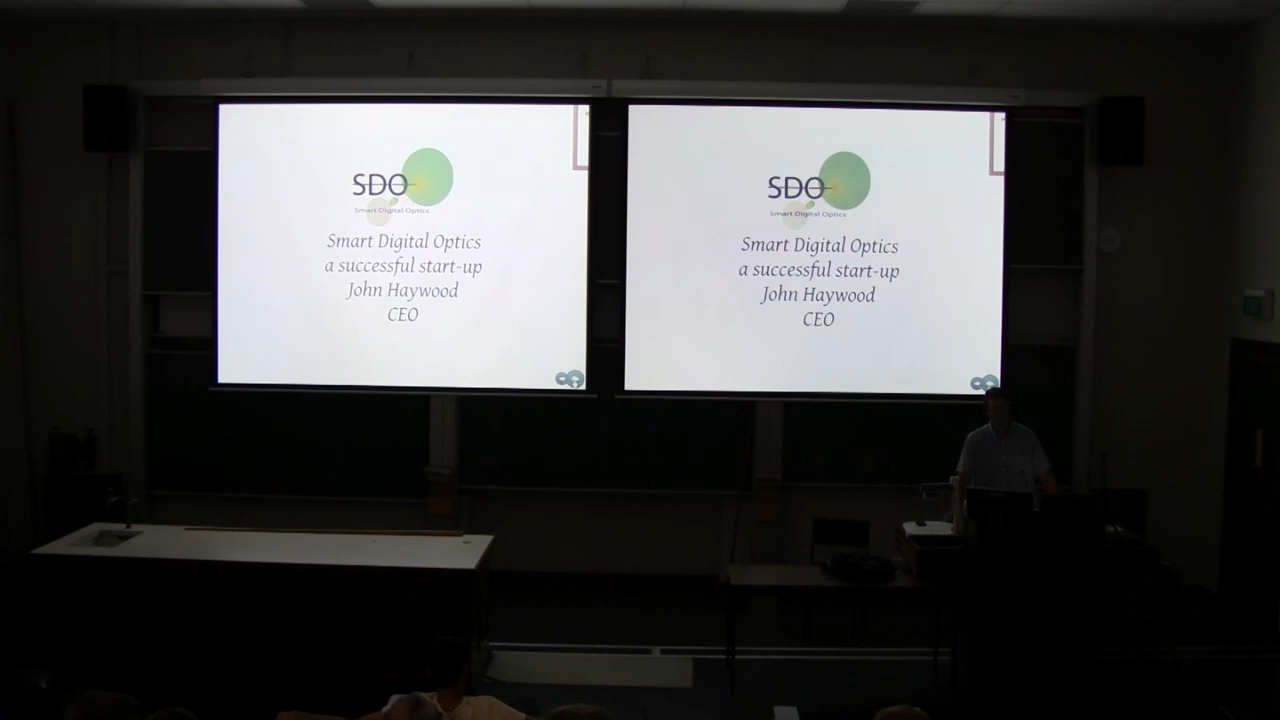 SDO
Smart Digital Optics
Smart Digital Optics
a successful start-up
John Haywood
CEO
SDO
Smart Digital Optics
Smart Digital Optics
a successful start-up
John Haywood
CEO